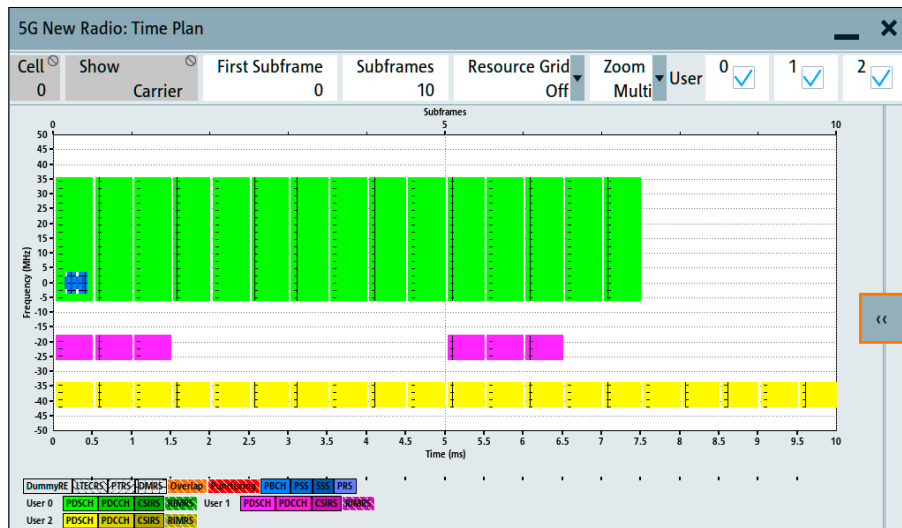 5G New Radio: Time Plan
Cell Show First Subframe Subframes Resource Grid Zoom User 0 1 2
0 Carrier 0 10 Off Multi
Subframes
0 5 10
50
45
40
35
30
25
20
15
10
5
0
-5
-10
-15
-20
-25
-30
-35
-40
-45
-50
Frequency (MHz)
0 0.5 1 1.5 2 2.5 3 3.5 4 4.5 5 5.5 6 6.5 7 7.5 8 8.5 9 9.5 10
Time (ms)
DummyRE LTECRS PTRS DMRS Overlap Puncturing PBCH PSS SSS PRS
User 0 PDSCH PDCCH CSIRS RIMRS User 1 PDSCH PDCCH CSIRS RIMRS
User 2 PDSCH PDCCH CSIRS RIMRS